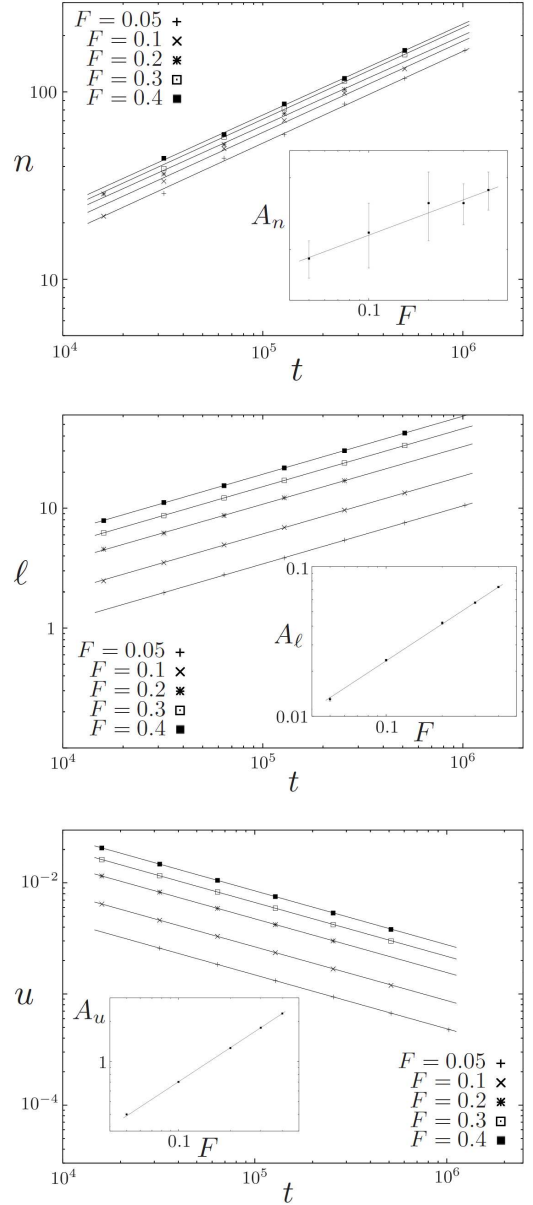 F = 0.05 +
F = 0.1 ×
F = 0.2 ∗
F = 0.3 ⊡
F = 0.4 ■
100
n
10
A_n
0.1
F
10^4 10^5 10^6
t
10
ℓ
1
0.1
A_ℓ
0.01
0.1
F
F = 0.05 +
F = 0.1 ×
F = 0.2 ∗
F = 0.3 ⊡
F = 0.4 ■
10^4 10^5 10^6
t
10^−2
u
10^−4
A_u
1
0.1
F
F = 0.05 +
F = 0.1 ×
F = 0.2 ∗
F = 0.3 ⊡
F = 0.4 ■
10^4 10^5 10^6
t